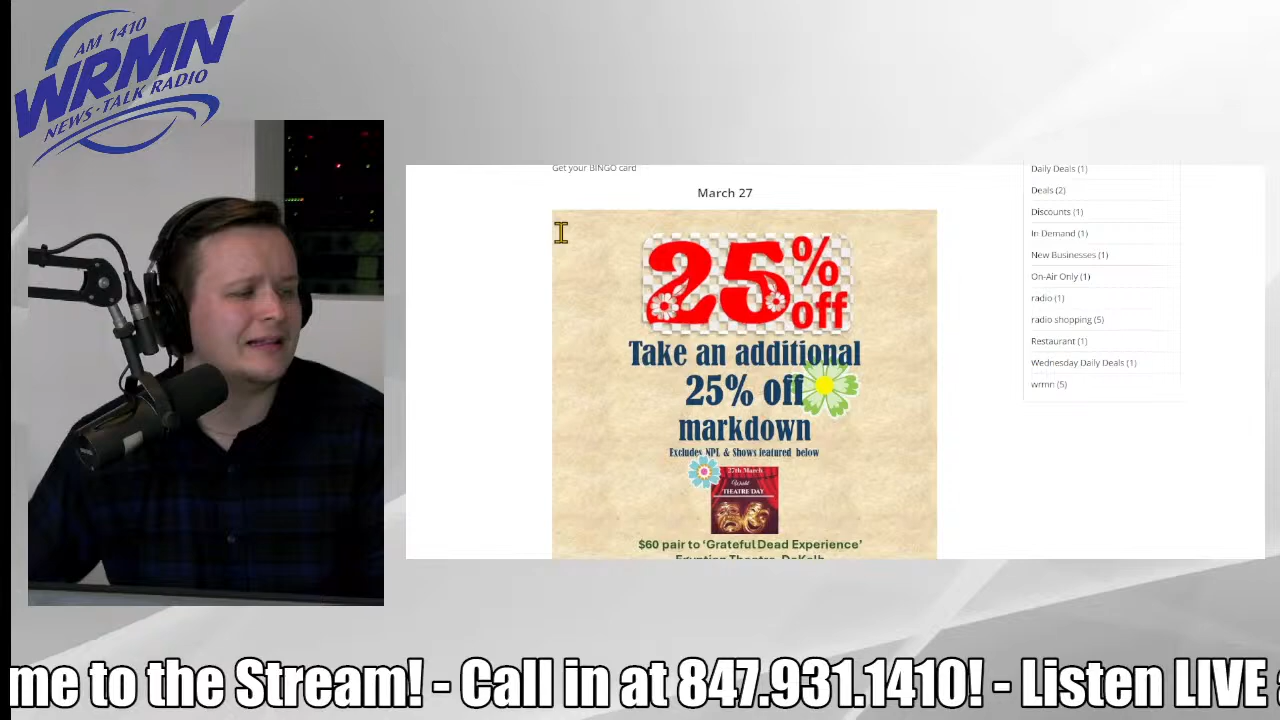 AM 1410
WRMN
NEWS·TALK RADIO
Get your BINGO card
March 27
25% off
Take an additional
25% off
markdown
Excludes NPL & Shows featured below
27th March
World
THEATRE DAY
$60 pair to ‘Grateful Dead Experience’
Egyptian Theatre, DeKalb
Daily Deals (1)
Deals (2)
Discounts (1)
In Demand (1)
New Businesses (1)
On-Air Only (1)
radio (1)
radio shopping (5)
Restaurant (1)
Wednesday Daily Deals (1)
wrmn (5)
me to the Stream! - Call in at 847.931.1410! - Listen LIVE